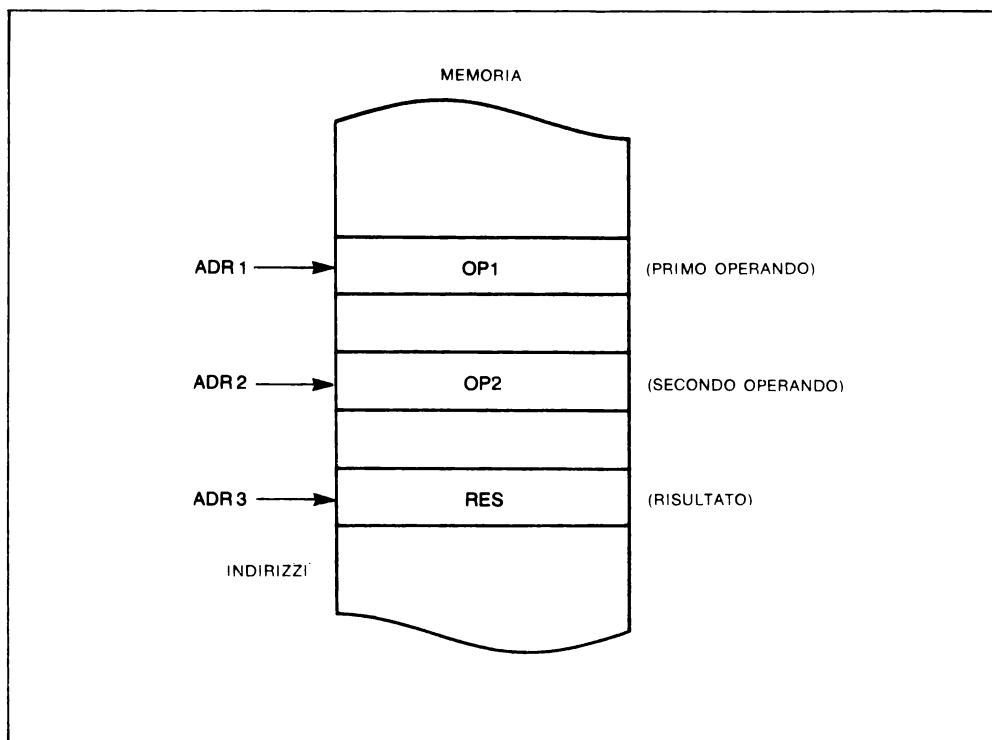 MEMORIA
ADR 1 OP1 (PRIMO OPERANDO)
ADR 2 OP2 (SECONDO OPERANDO)
ADR 3 RES (RISULTATO)
INDIRIZZI